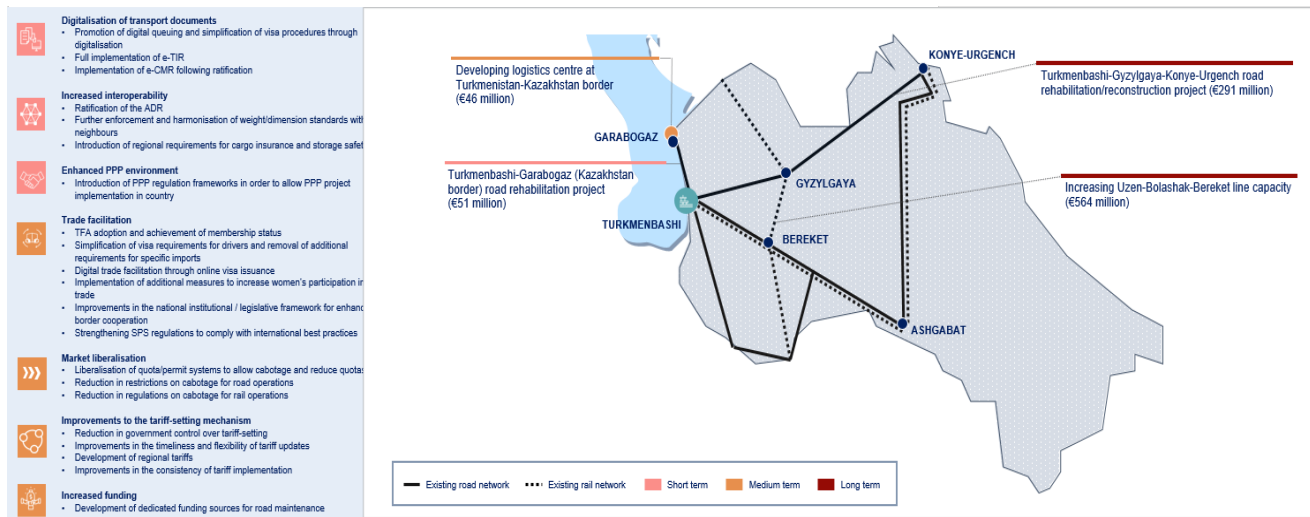 Digitalisation of transport documents
• Promotion of digital queuing and simplification of visa procedures through
digitalisation
• Full implementation of e-TIR
• Implementation of e-CMR following ratification
Increased interoperability
• Ratification of the ADR
• Further enforcement and harmonisation of weight/dimension standards with
neighbours
• Introduction of regional requirements for cargo insurance and storage safet
Enhanced PPP environment
• Introduction of PPP regulation frameworks in order to allow PPP project
implementation in country
Trade facilitation
• TFA adoption and achievement of membership status
• Simplification of visa requirements for drivers and removal of additional
requirements for specific imports
• Digital trade facilitation through online visa issuance
• Implementation of additional measures to increase women's participation in
trade
• Improvements in the national institutional / legislative framework for enhanc
border cooperation
• Strengthening SPS regulations to comply with international best practices
Market liberalisation
• Liberalisation of quota/permit systems to allow cabotage and reduce quotas
• Reduction in restrictions on cabotage for road operations
• Reduction in regulations on cabotage for rail operations
Improvements to the tariff-setting mechanism
• Reduction in government control over tariff-setting
• Improvements in the timeliness and flexibility of tariff updates
• Development of regional tariffs
• Improvements in the consistency of tariff implementation
Increased funding
• Development of dedicated funding sources for road maintenance
Developing logistics centre at
Turkmenistan-Kazakhstan border
(€46 million)
GARABOGAZ
Turkmenbashi-Garabogaz (Kazakhstan
border) road rehabilitation project
(€51 million)
TURKMENBASHI
KONYE-URGENCH
GYZYLGAYA
BEREKET
ASHGABAT
Turkmenbashi-Gyzylgaya-Konye-Urgench road
rehabilitation/reconstruction project (€291 million)
Increasing Uzen-Bolashak-Bereket line capacity
(€564 million)
Existing road network
Existing rail network
Short term
Medium term
Long term